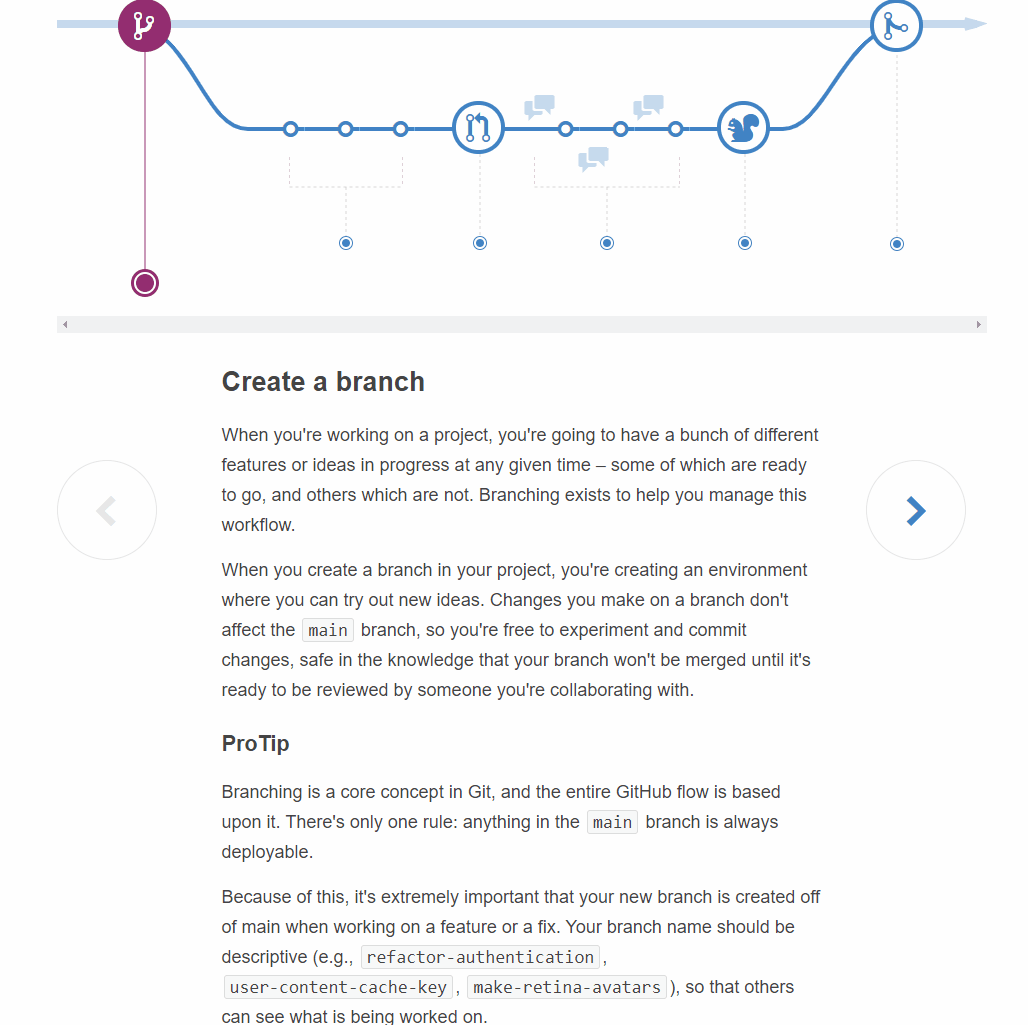 Create a branch
When you're working on a project, you're going to have a bunch of different
features or ideas in progress at any given time – some of which are ready
to go, and others which are not. Branching exists to help you manage this
workflow.
When you create a branch in your project, you're creating an environment
where you can try out new ideas. Changes you make on a branch don't
affect the main branch, so you're free to experiment and commit
changes, safe in the knowledge that your branch won't be merged until it's
ready to be reviewed by someone you're collaborating with.
ProTip
Branching is a core concept in Git, and the entire GitHub flow is based
upon it. There's only one rule: anything in the main branch is always
deployable.
Because of this, it's extremely important that your new branch is created off
of main when working on a feature or a fix. Your branch name should be
descriptive (e.g., refactor-authentication,
user-content-cache-key, make-retina-avatars), so that others
can see what is being worked on.